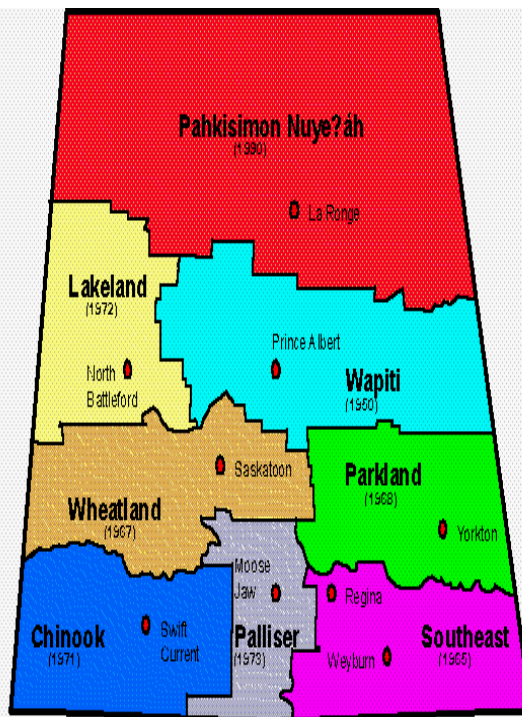 Pahkisimon Nuye?áh
(1990)
La Ronge
Lakeland
(1972)
Prince Albert
North
Battleford
Wapiti
(1950)
Saskatoon
Parkland
(1968)
Wheatland
(1967)
Yorkton
Moose
Jaw
Regina
Chinook
(1971)
Swift
Current
Palliser
(1973)
Weyburn
Southeast
(1965)